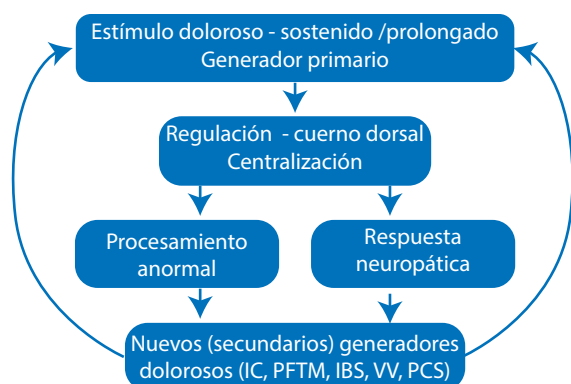 Estímulo doloroso - sostenido /prolongado
Generador primario
Regulación - cuerno dorsal
Centralización
Procesamiento
anormal
Respuesta
neuropática
Nuevos (secundarios) generadores
dolorosos (IC, PFTM, IBS, VV, PCS)